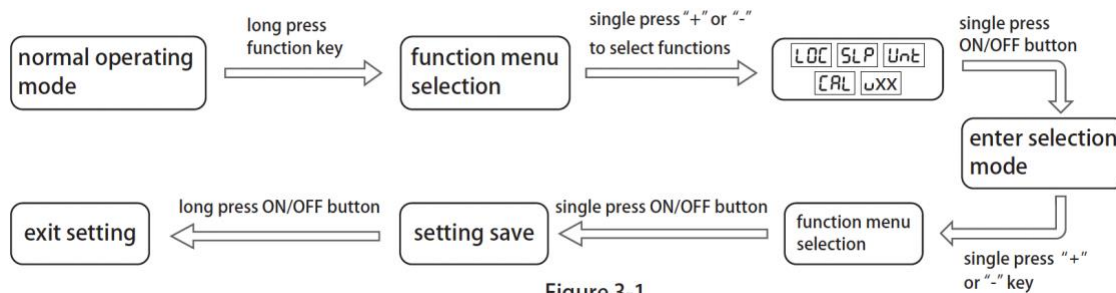 normal operating
mode
long press
function key
function menu
selection
single press "+" or "-"
to select functions
LOC SLP Unt
CAL uXX
single press
ON/OFF button
enter selection
mode
single press "+"
or "-" key
function menu
selection
single press ON/OFF button
setting save
long press ON/OFF button
exit setting
Figure 3-1